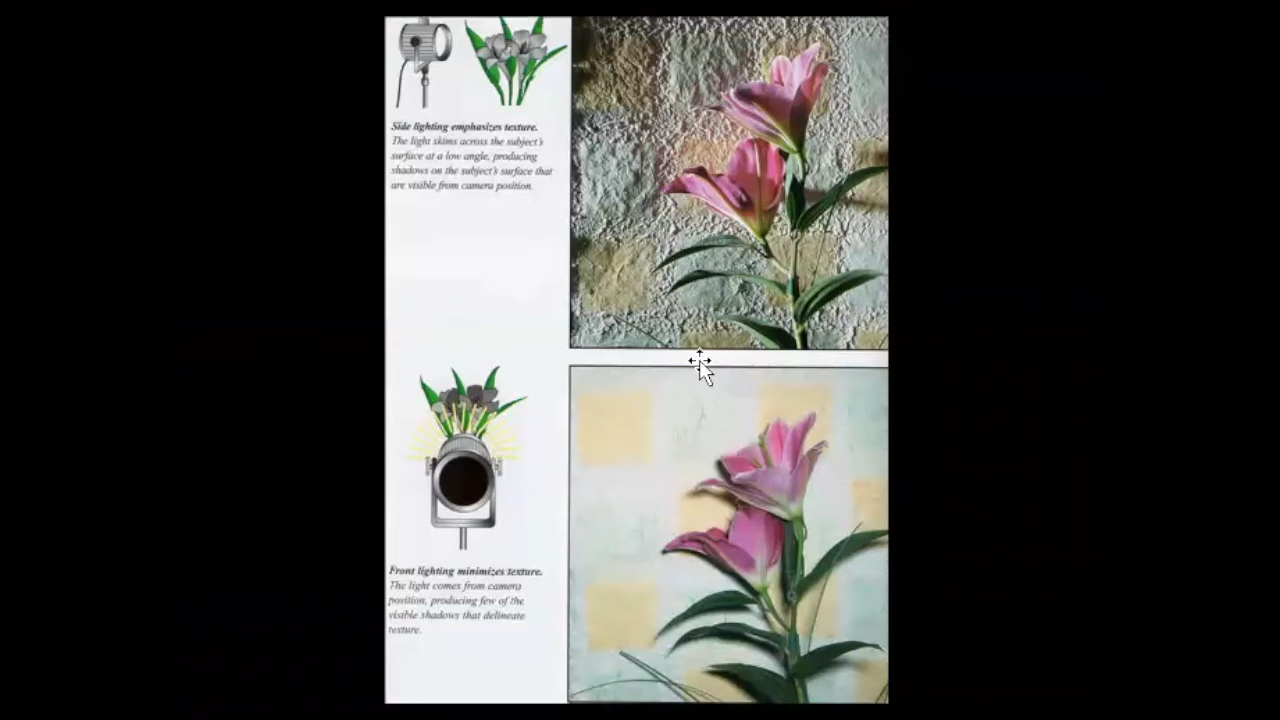 Side lighting emphasizes texture.
The light skims across the subject's
surface at a low angle, producing
shadows on the subject's surface that
are visible from camera position.
Front lighting minimizes texture.
The light comes from camera
position, producing few of the
visible shadows that delineate
texture.